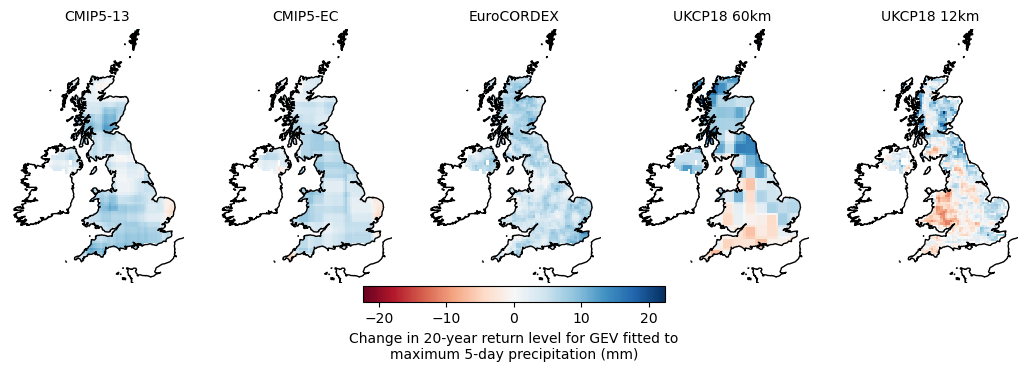 CMIP5-13
CMIP5-EC
EuroCORDEX
UKCP18 60km
UKCP18 12km
−20
−10
0
10
20
Change in 20-year return level for GEV fitted to
maximum 5-day precipitation (mm)